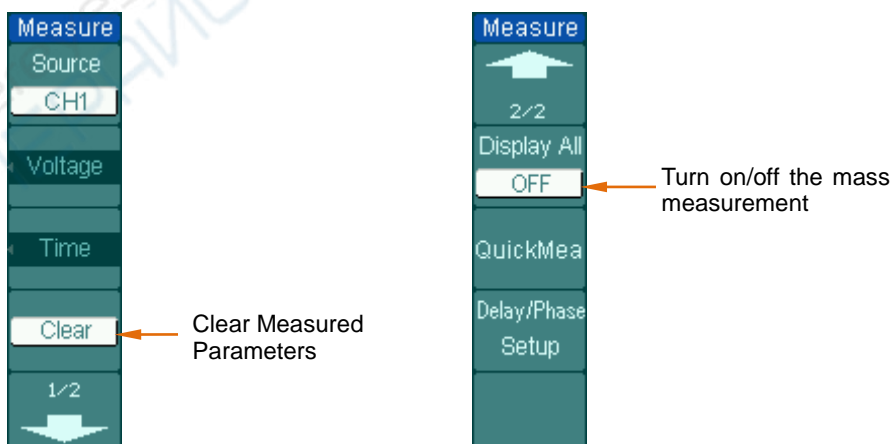 Measure
Source
CH1
Voltage
Time
Clear
1/2
Clear Measured
Parameters
Measure
2/2
Display All
OFF
QuickMea
Delay/Phase
Setup
Turn on/off the mass
measurement